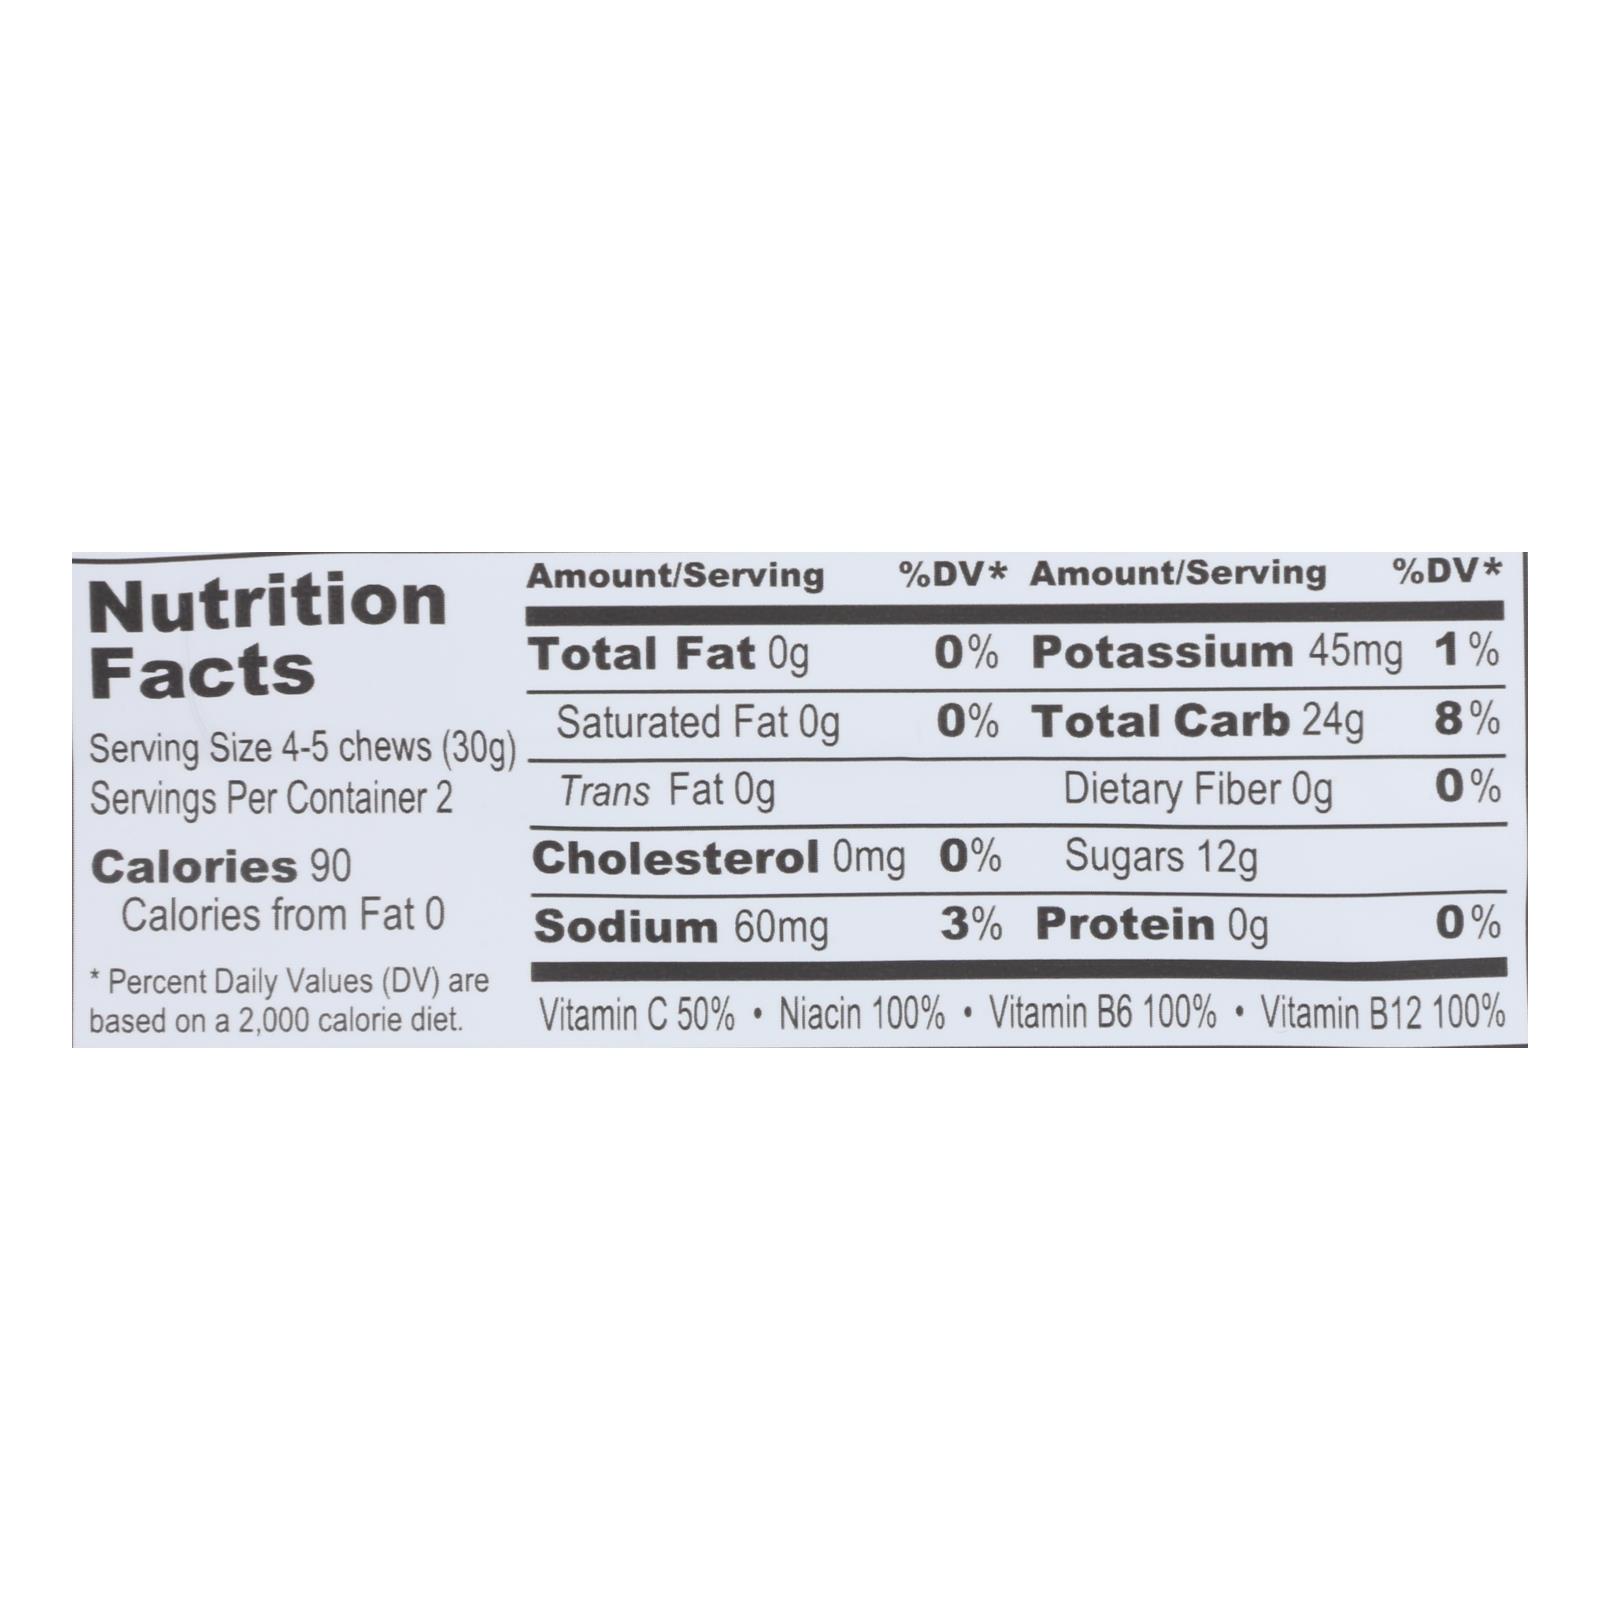 Nutrition
Facts
Serving Size 4-5 chews (30g)
Servings Per Container 2
Calories 90
Calories from Fat 0
* Percent Daily Values (DV) are
based on a 2,000 calorie diet.
Amount/Serving %DV* Amount/Serving %DV*
Total Fat 0g 0% Potassium 45mg 1%
Saturated Fat 0g 0% Total Carb 24g 8%
Trans Fat 0g Dietary Fiber 0g 0%
Cholesterol 0mg 0% Sugars 12g
Sodium 60mg 3% Protein 0g 0%
Vitamin C 50% • Niacin 100% • Vitamin B6 100% • Vitamin B12 100%